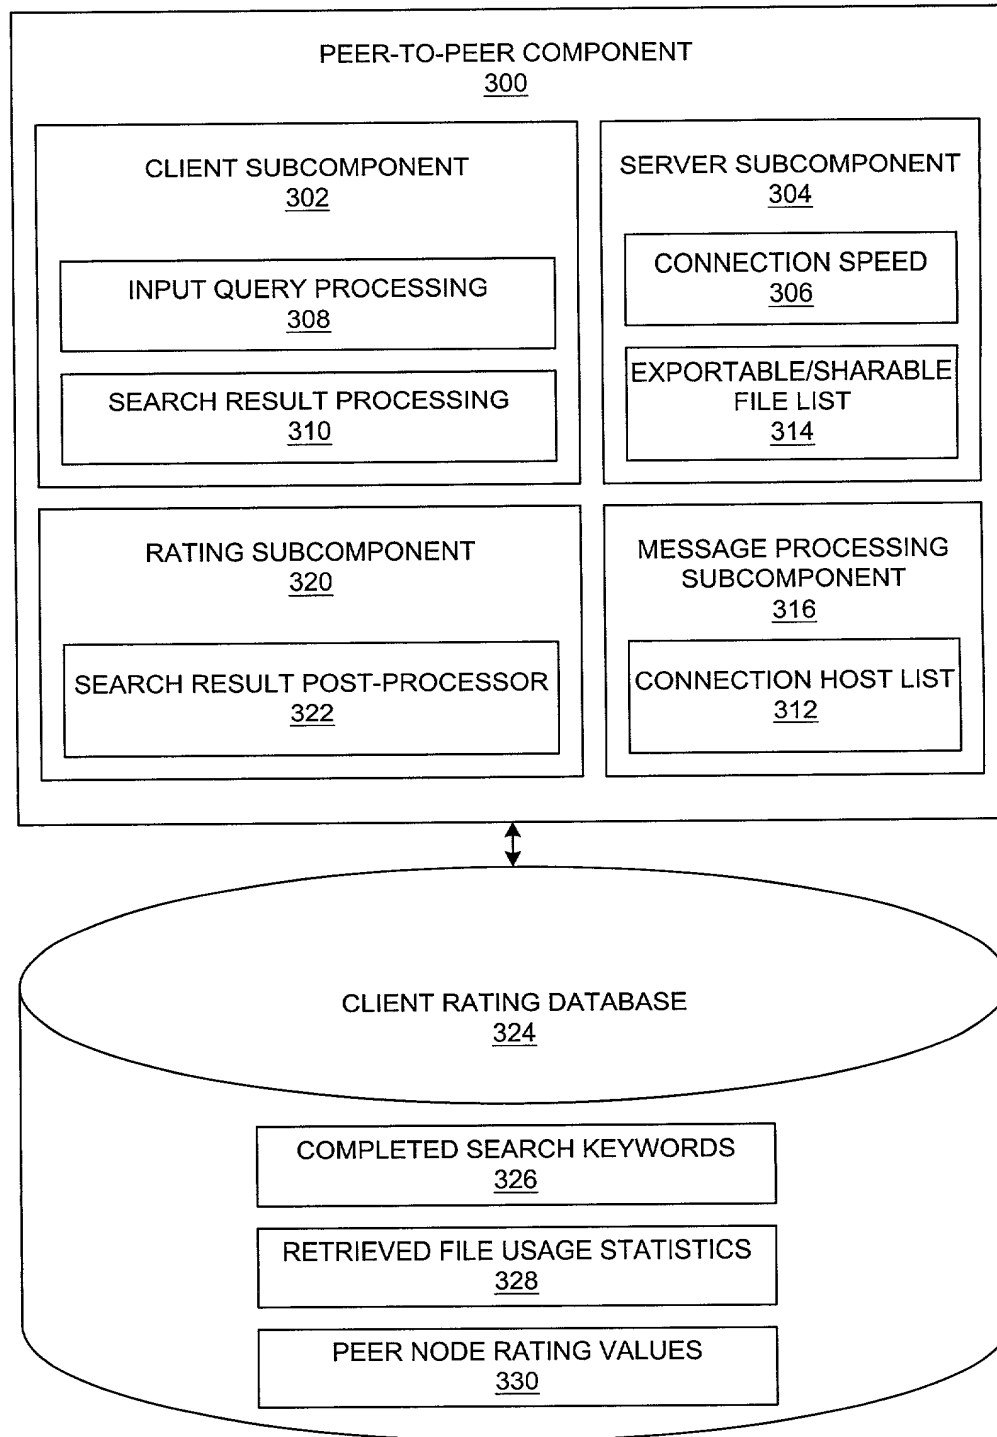 PEER-TO-PEER COMPONENT
300
CLIENT SUBCOMPONENT
302
INPUT QUERY PROCESSING
308
SEARCH RESULT PROCESSING
310
SERVER SUBCOMPONENT
304
CONNECTION SPEED
306
EXPORTABLE/SHARABLE
FILE LIST
314
RATING SUBCOMPONENT
320
SEARCH RESULT POST-PROCESSOR
322
MESSAGE PROCESSING
SUBCOMPONENT
316
CONNECTION HOST LIST
312
CLIENT RATING DATABASE
324
COMPLETED SEARCH KEYWORDS
326
RETRIEVED FILE USAGE STATISTICS
328
PEER NODE RATING VALUES
330